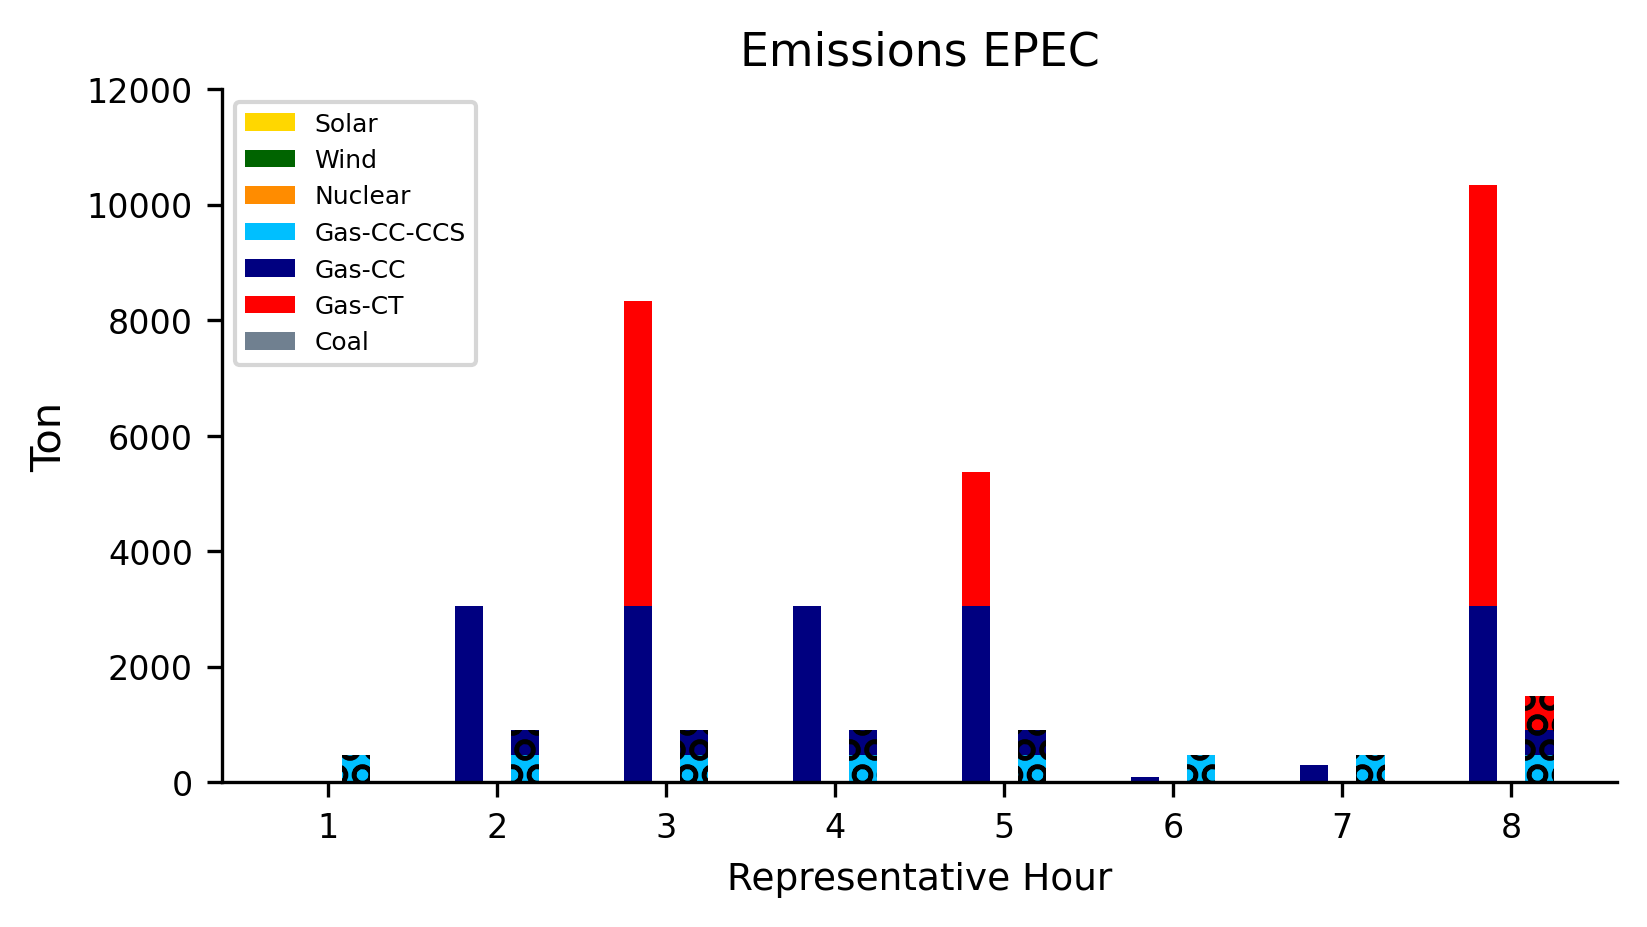 Emissions EPEC
12000
10000
8000
6000
4000
2000
0
Ton
Solar
Wind
Nuclear
Gas-CC-CCS
Gas-CC
Gas-CT
Coal
1 2 3 4 5 6 7 8
Representative Hour